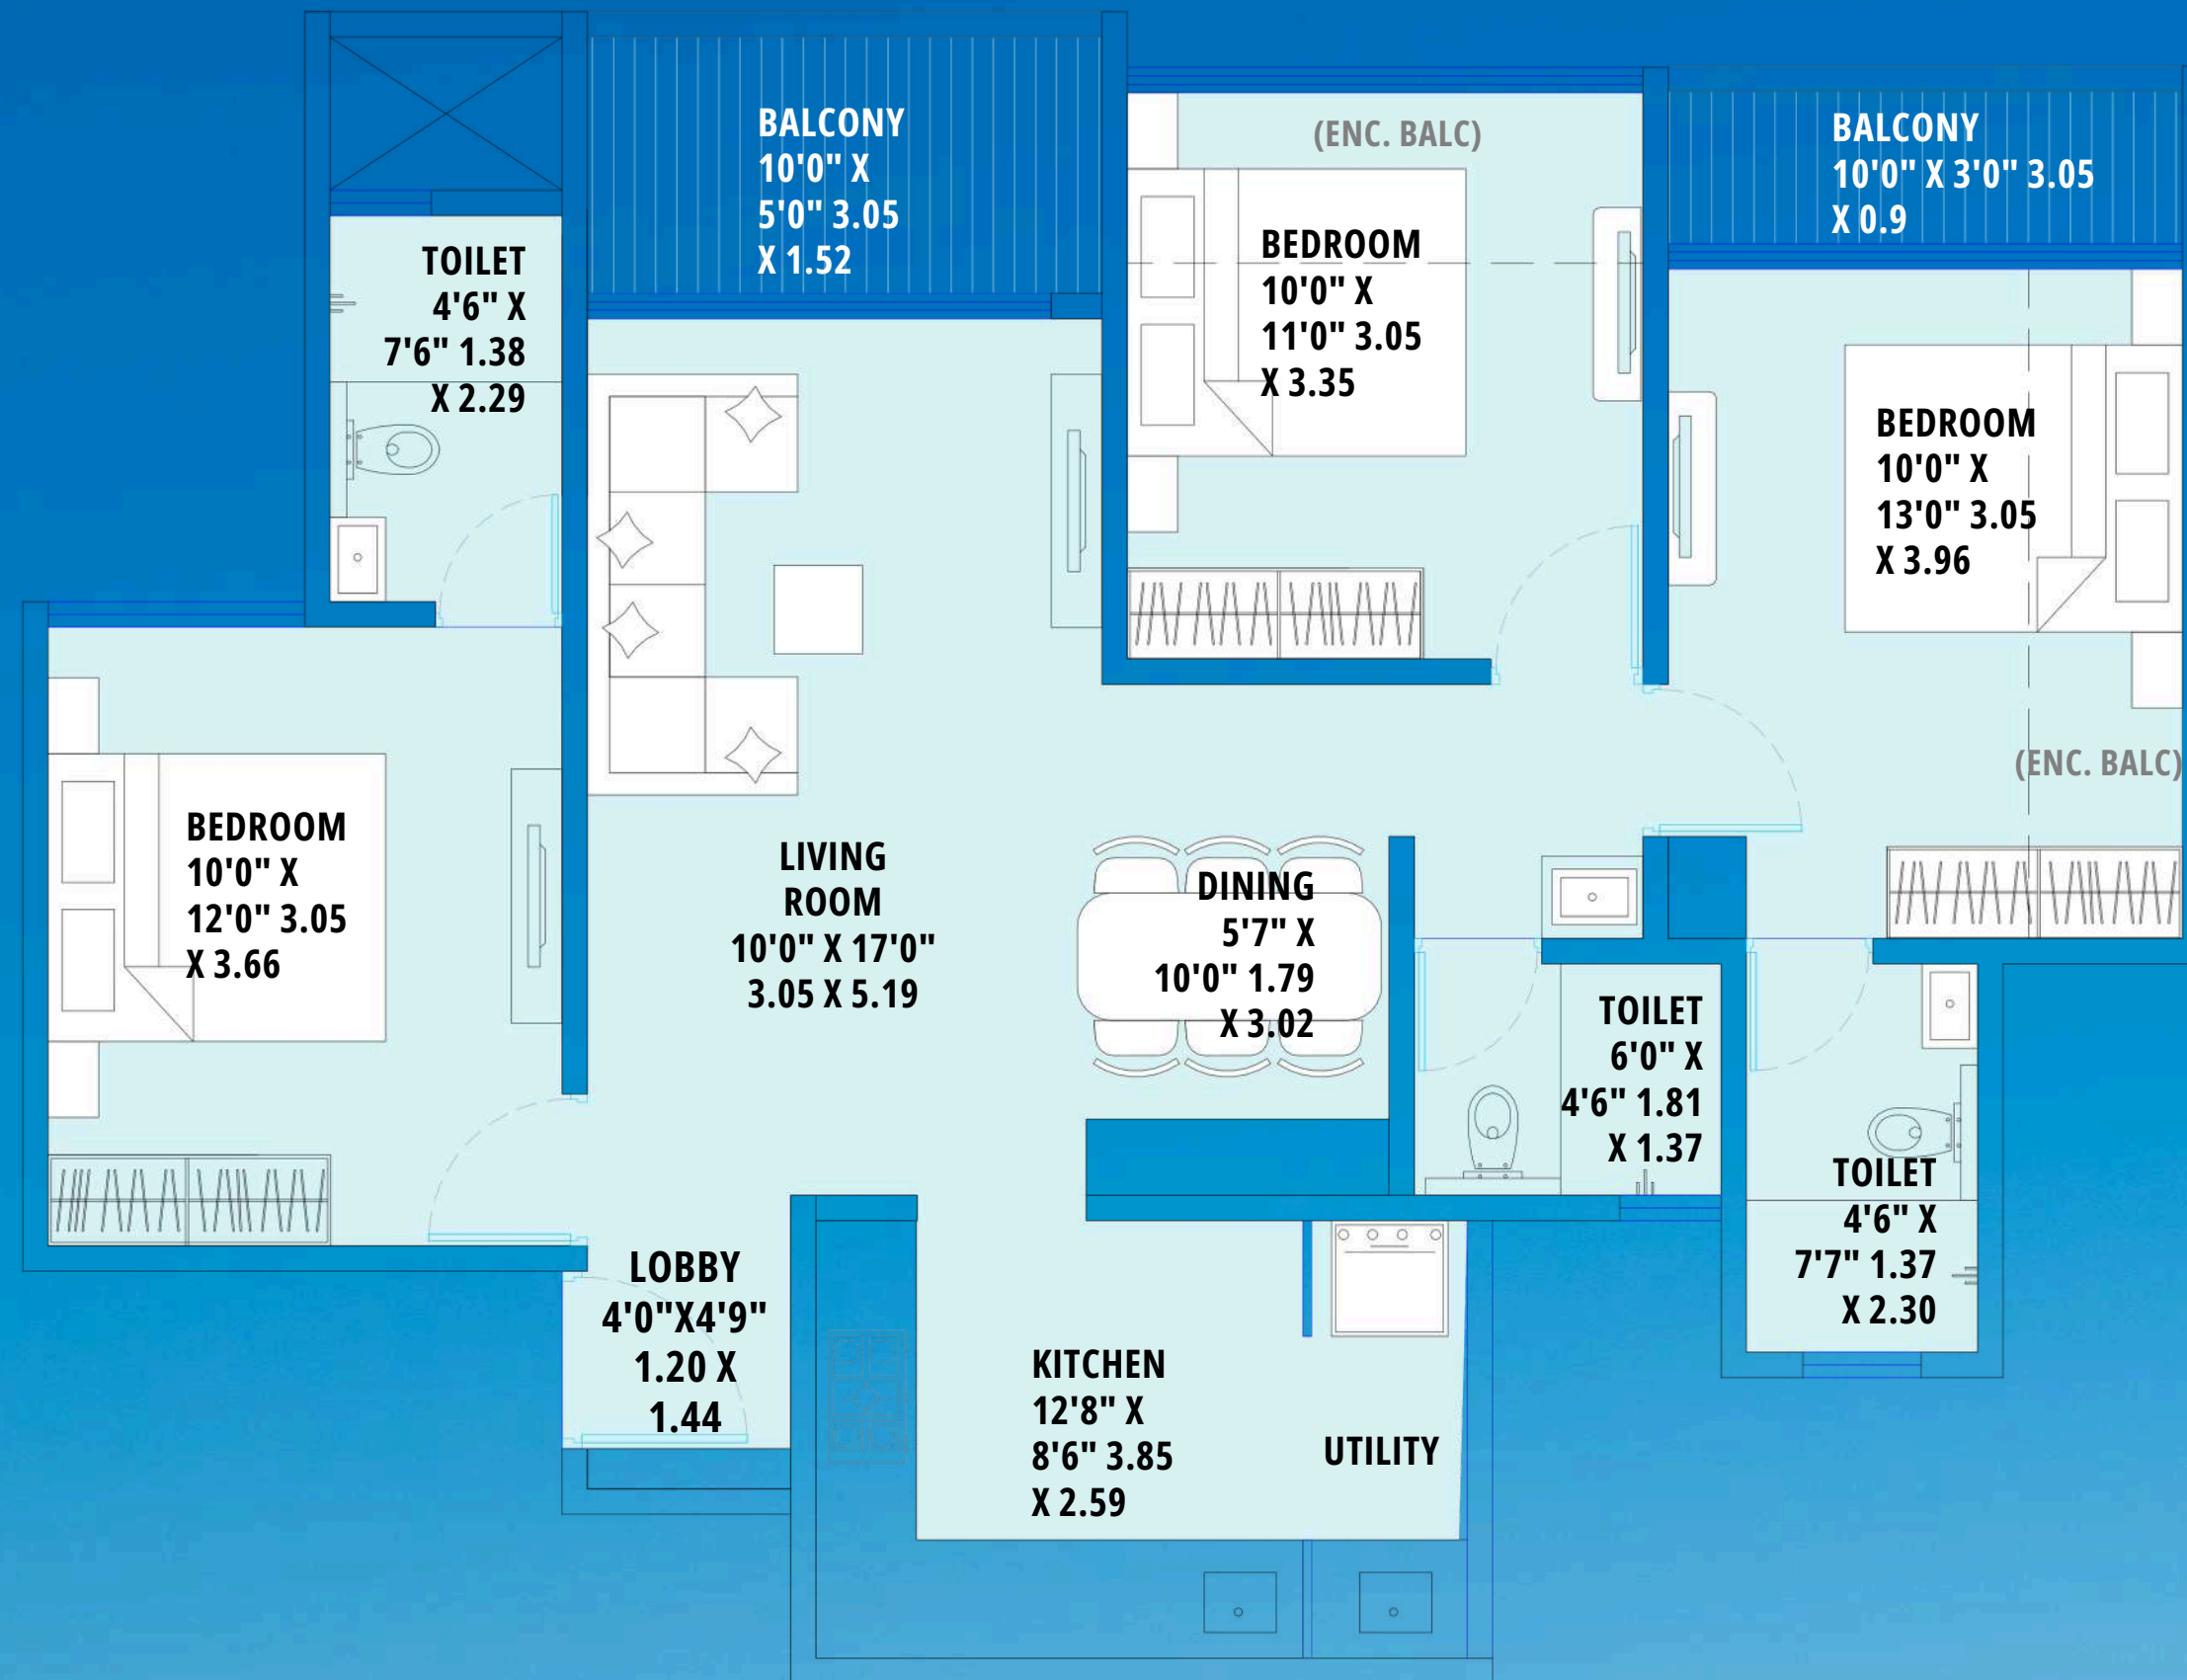 BALCONY
10'0" X
5'0" 3.05
X 1.52
(ENC. BALC)
BEDROOM
10'0" X
11'0" 3.05
X 3.35
BALCONY
10'0" X 3'0" 3.05
X 0.9
TOILET
4'6" X
7'6" 1.38
X 2.29
BEDROOM
10'0" X
13'0" 3.05
X 3.96
(ENC. BALC)
BEDROOM
10'0" X
12'0" 3.05
X 3.66
LIVING
ROOM
10'0" X 17'0"
3.05 X 5.19
DINING
5'7" X
10'0" 1.79
X 3.02
TOILET
6'0" X
4'6" 1.81
X 1.37
TOILET
4'6" X
7'7" 1.37
X 2.30
LOBBY
4'0"X4'9"
1.20 X
1.44
KITCHEN
12'8" X
8'6" 3.85
X 2.59
UTILITY